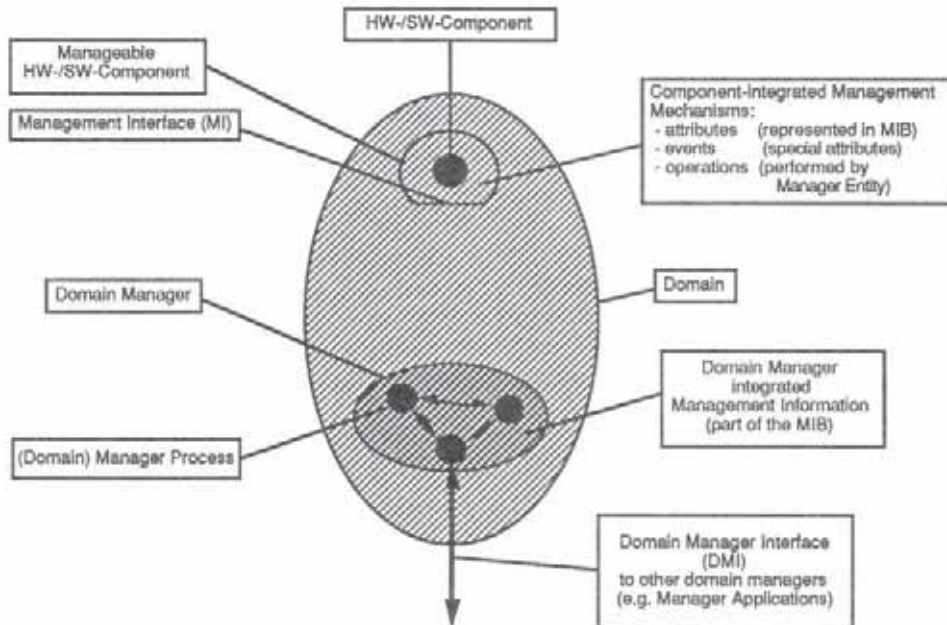 HW-/SW-Component
Manageable
HW-/SW-Component
Management Interface (MI)
Component-Integrated Management
Mechanisms:
- attributes (represented in MIB)
- events (special attributes)
- operations (performed by
Manager Entity)
Domain Manager
Domain
Domain Manager
integrated
Management Information
(part of the MIB)
(Domain) Manager Process
Domain Manager Interface
(DMI)
to other domain managers
(e.g. Manager Applications)